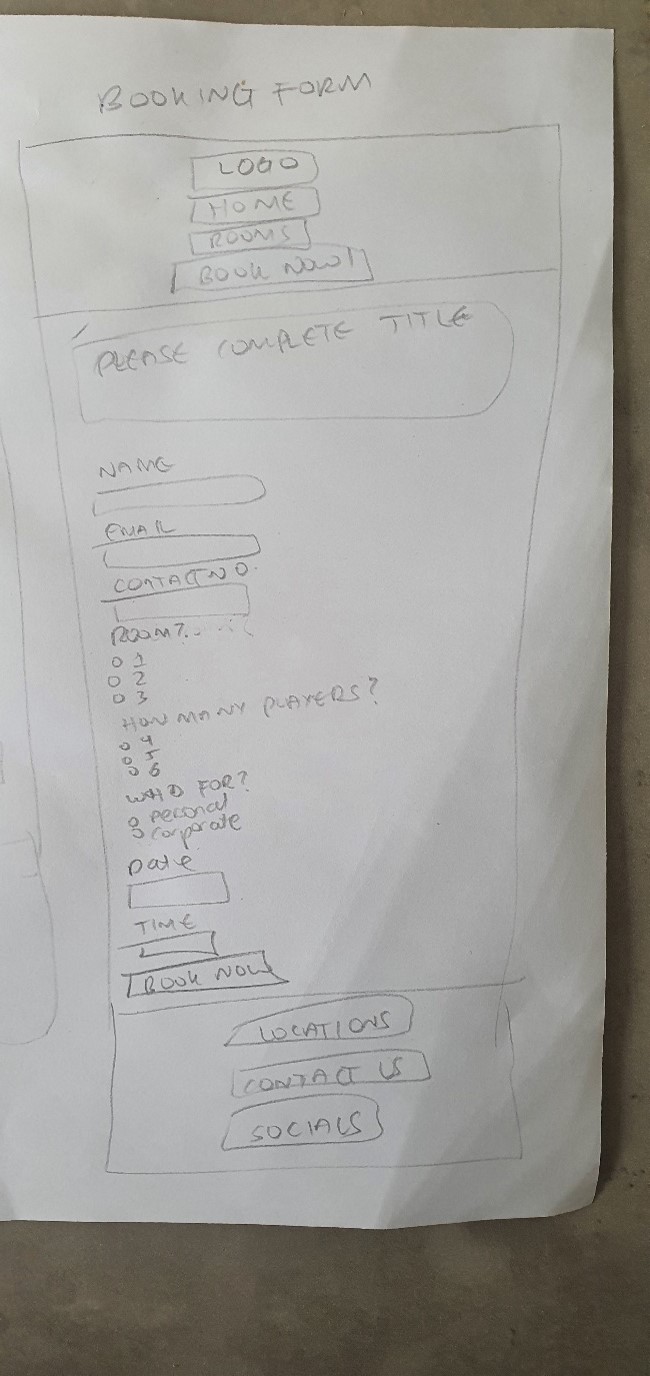 BOOKING FORM
LOGO
HOME
ROOMS
BOOK NOW!
PLEASE COMPLETE TITLE
NAME
EMAIL
CONTACT NO.
ROOM?
O 1
O 2
O 3
HOW MANY PLAYERS?
O 4
O 5
O 6
WHO FOR?
O personal
O corporate
Date
TIME
BOOK NOW
LOCATIONS
CONTACT US
SOCIALS